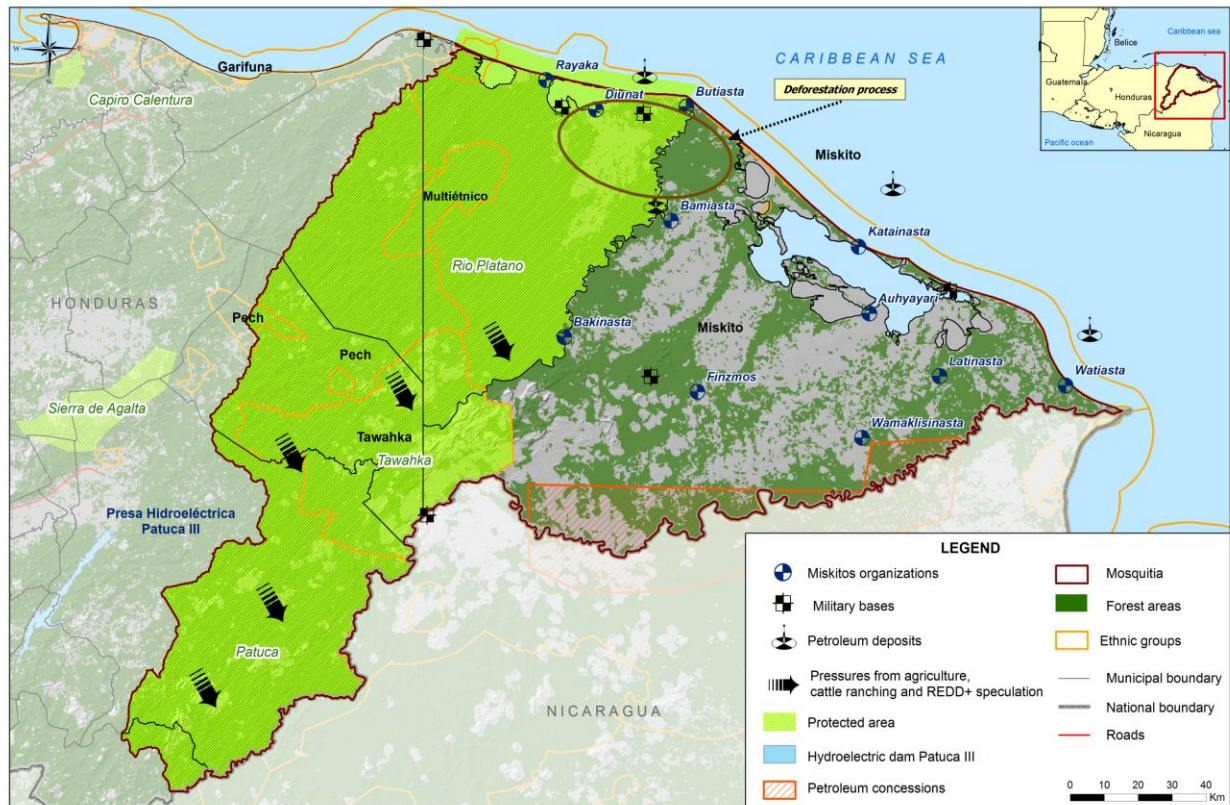 Caribbean sea
Belice
Guatemala
Honduras
Nicaragua
Pacific ocean
N
W
E
S
Garifuna
Capiro Calentura
Rayaka
Diunat
Butiasta
CARIBBEAN SEA
Deforestation process
Miskito
Multiétnico
Bamiasta
Rio Platano
Katainasta
HONDURAS
Auhyayari
Pech
Pech
Bakinasta
Miskito
Finzmos
Latinasta
Watiasta
Sierra de Agalta
Tawahka
Tawahka
Wamaklisinasta
Presa Hidroeléctrica
Patuca III
Patuca
NICARAGUA
LEGEND
Miskitos organizations
Military bases
Petroleum deposits
Pressures from agriculture,
cattle ranching and REDD+ speculation
Protected area
Hydroelectric dam Patuca III
Petroleum concessions
Mosquitia
Forest areas
Ethnic groups
Municipal boundary
National boundary
Roads
0 10 20 30 40
Km